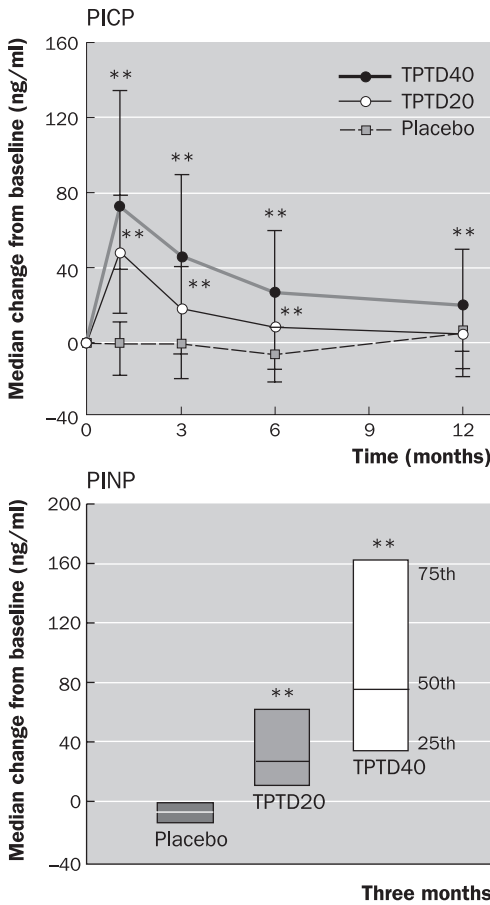 PICP
Median change from baseline (ng/ml)
160
120
80
40
0
–40
TPTD40
TPTD20
Placebo
**
**
**
**
**
**
**
0
3
6
9
12
Time (months)
PINP
Median change from baseline (ng/ml)
200
160
120
80
40
0
–40
**
75th
50th
25th
TPTD40
**
TPTD20
Placebo
Three months